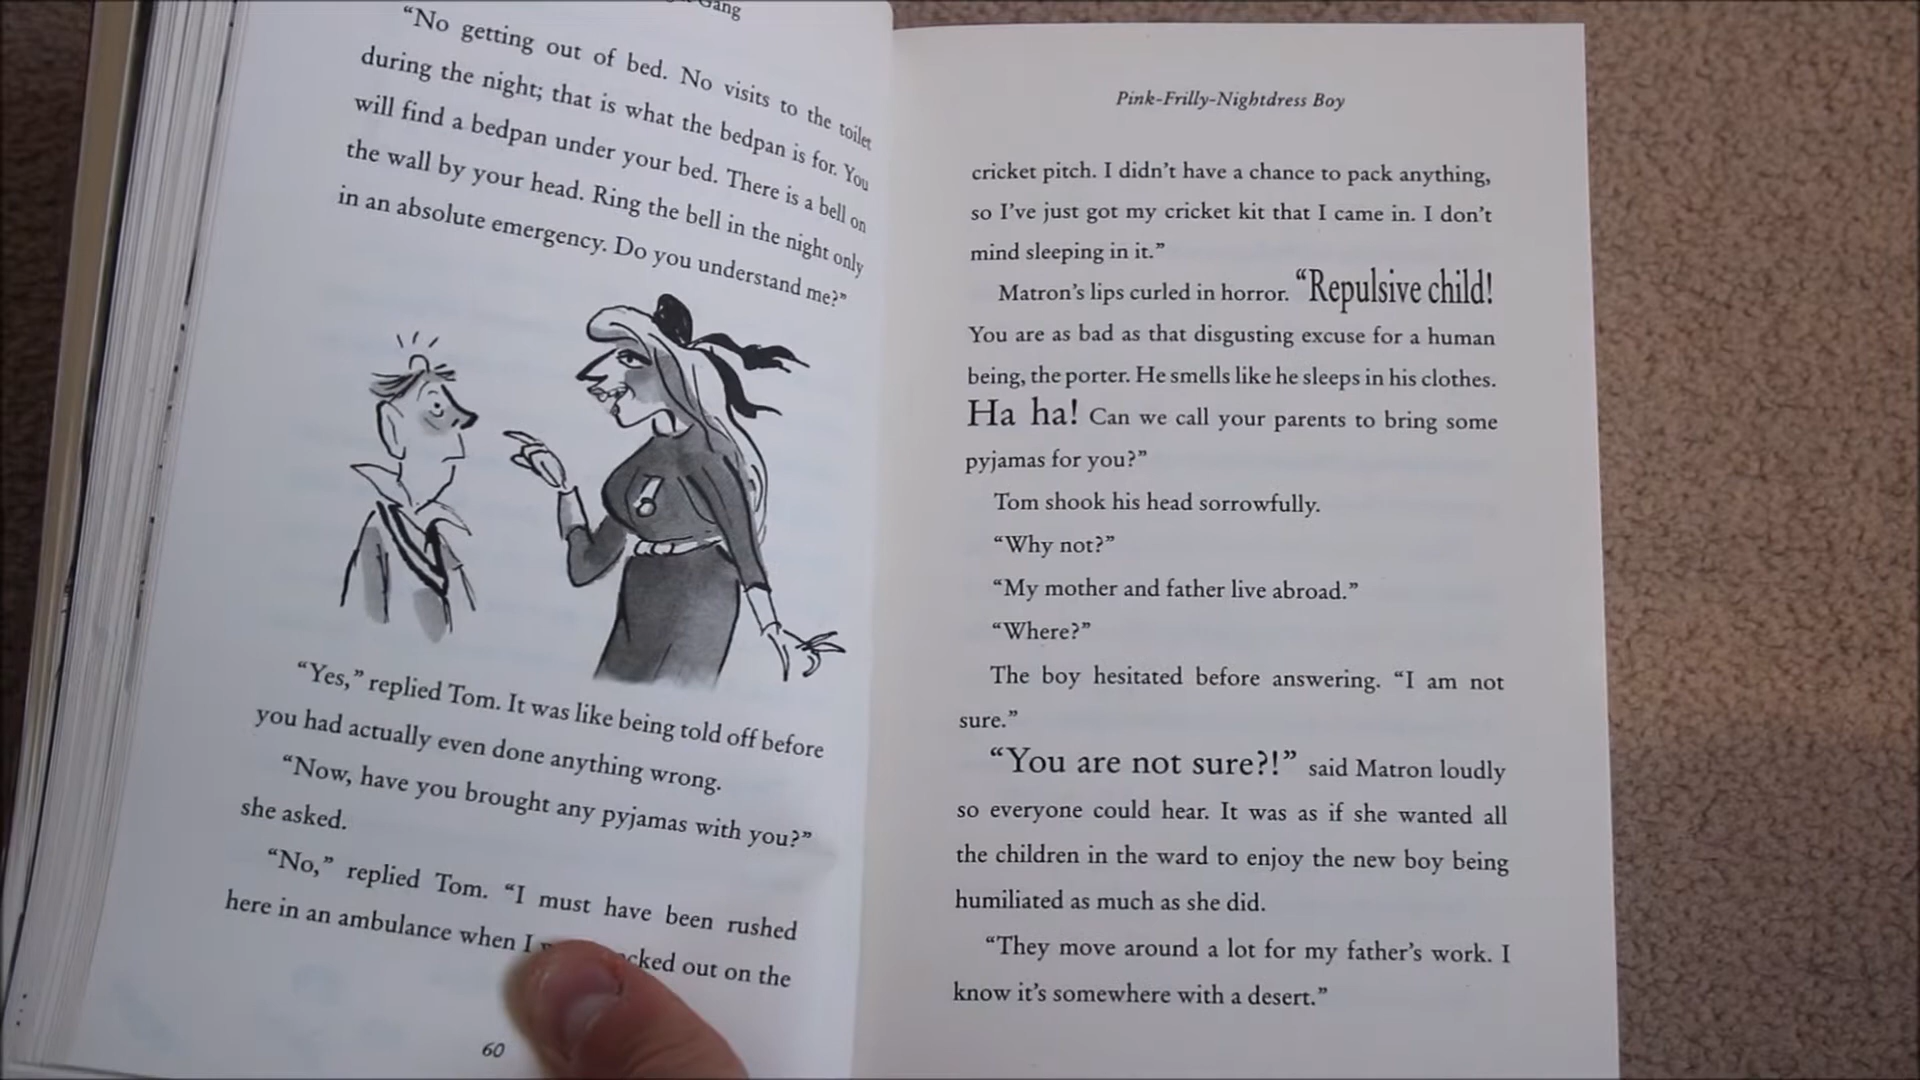 Gang
“No getting out of bed. No visits to the toilet
during the night; that is what the bedpan is for. You
will find a bedpan under your bed. There is a bell on
the wall by your head. Ring the bell in the night only
in an absolute emergency. Do you understand me?”
“Yes,” replied Tom. It was like being told off before
you had actually even done anything wrong.
“Now, have you brought any pyjamas with you?”
she asked.
“No,” replied Tom. “I must have been rushed
here in an ambulance when I out on the
60
Pink-Frilly-Nightdress Boy
cricket pitch. I didn’t have a chance to pack anything,
so I’ve just got my cricket kit that I came in. I don’t
mind sleeping in it.”
Matron’s lips curled in horror. “Repulsive child!
You are as bad as that disgusting excuse for a human
being, the porter. He smells like he sleeps in his clothes.
Ha ha! Can we call your parents to bring some
pyjamas for you?”
Tom shook his head sorrowfully.
“Why not?”
“My mother and father live abroad.”
“Where?”
The boy hesitated before answering. “I am not
sure.”
“You are not sure?!” said Matron loudly
so everyone could hear. It was as if she wanted all
the children in the ward to enjoy the new boy being
humiliated as much as she did.
“They move around a lot for my father’s work. I
know it’s somewhere with a desert.”